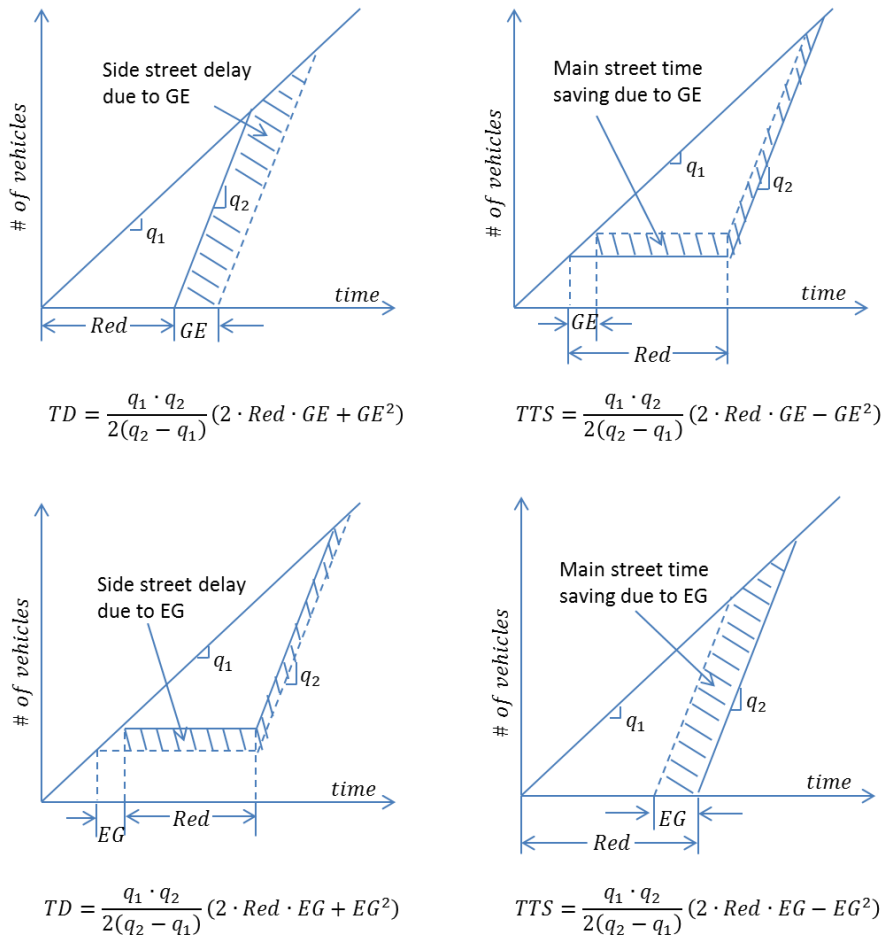 Side street delay
due to GE
# of vehicles
q₁
q₂
time
Red
GE
TD = \frac{q₁ · q₂}{2(q₂ − q₁)} (2 · Red · GE + GE²)
Main street time
saving due to GE
# of vehicles
q₁
q₂
time
GE
Red
TTS = \frac{q₁ · q₂}{2(q₂ − q₁)} (2 · Red · GE − GE²)
Side street delay
due to EG
# of vehicles
q₁
q₂
time
EG
Red
TD = \frac{q₁ · q₂}{2(q₂ − q₁)} (2 · Red · EG + EG²)
Main street time
saving due to EG
# of vehicles
q₁
q₂
time
EG
Red
TTS = \frac{q₁ · q₂}{2(q₂ − q₁)} (2 · Red · EG − EG²)